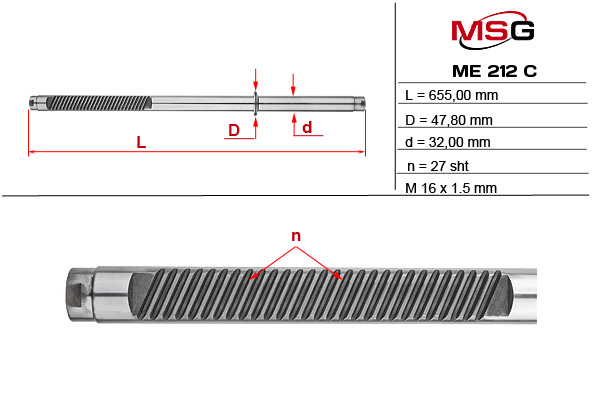 MSG
ME 212 C
L = 655,00 mm
D = 47,80 mm
d = 32,00 mm
n = 27 sht
M 16 x 1.5 mm
L
D
d
n